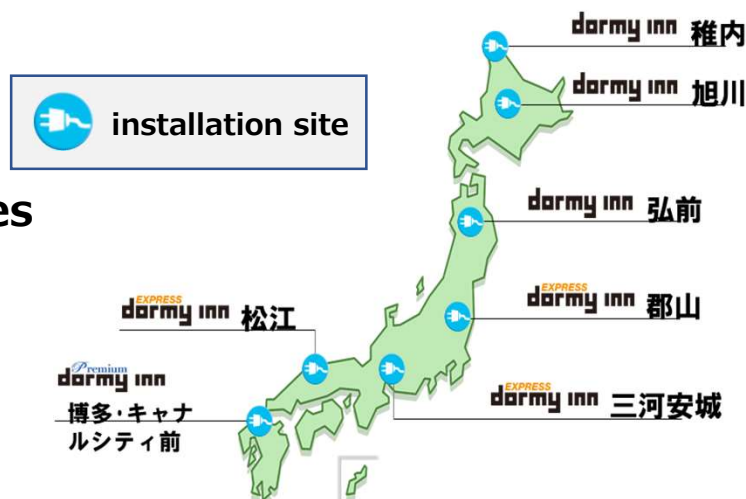 dormy inn 稚内
installation site
dormy inn 旭川
es
dormy inn 弘前
EXPRESS
dormy inn 松江
EXPRESS
dormy inn 郡山
Premium
dormy inn
博多・キャナ
ルシティ前
EXPRESS
dormy inn 三河安城